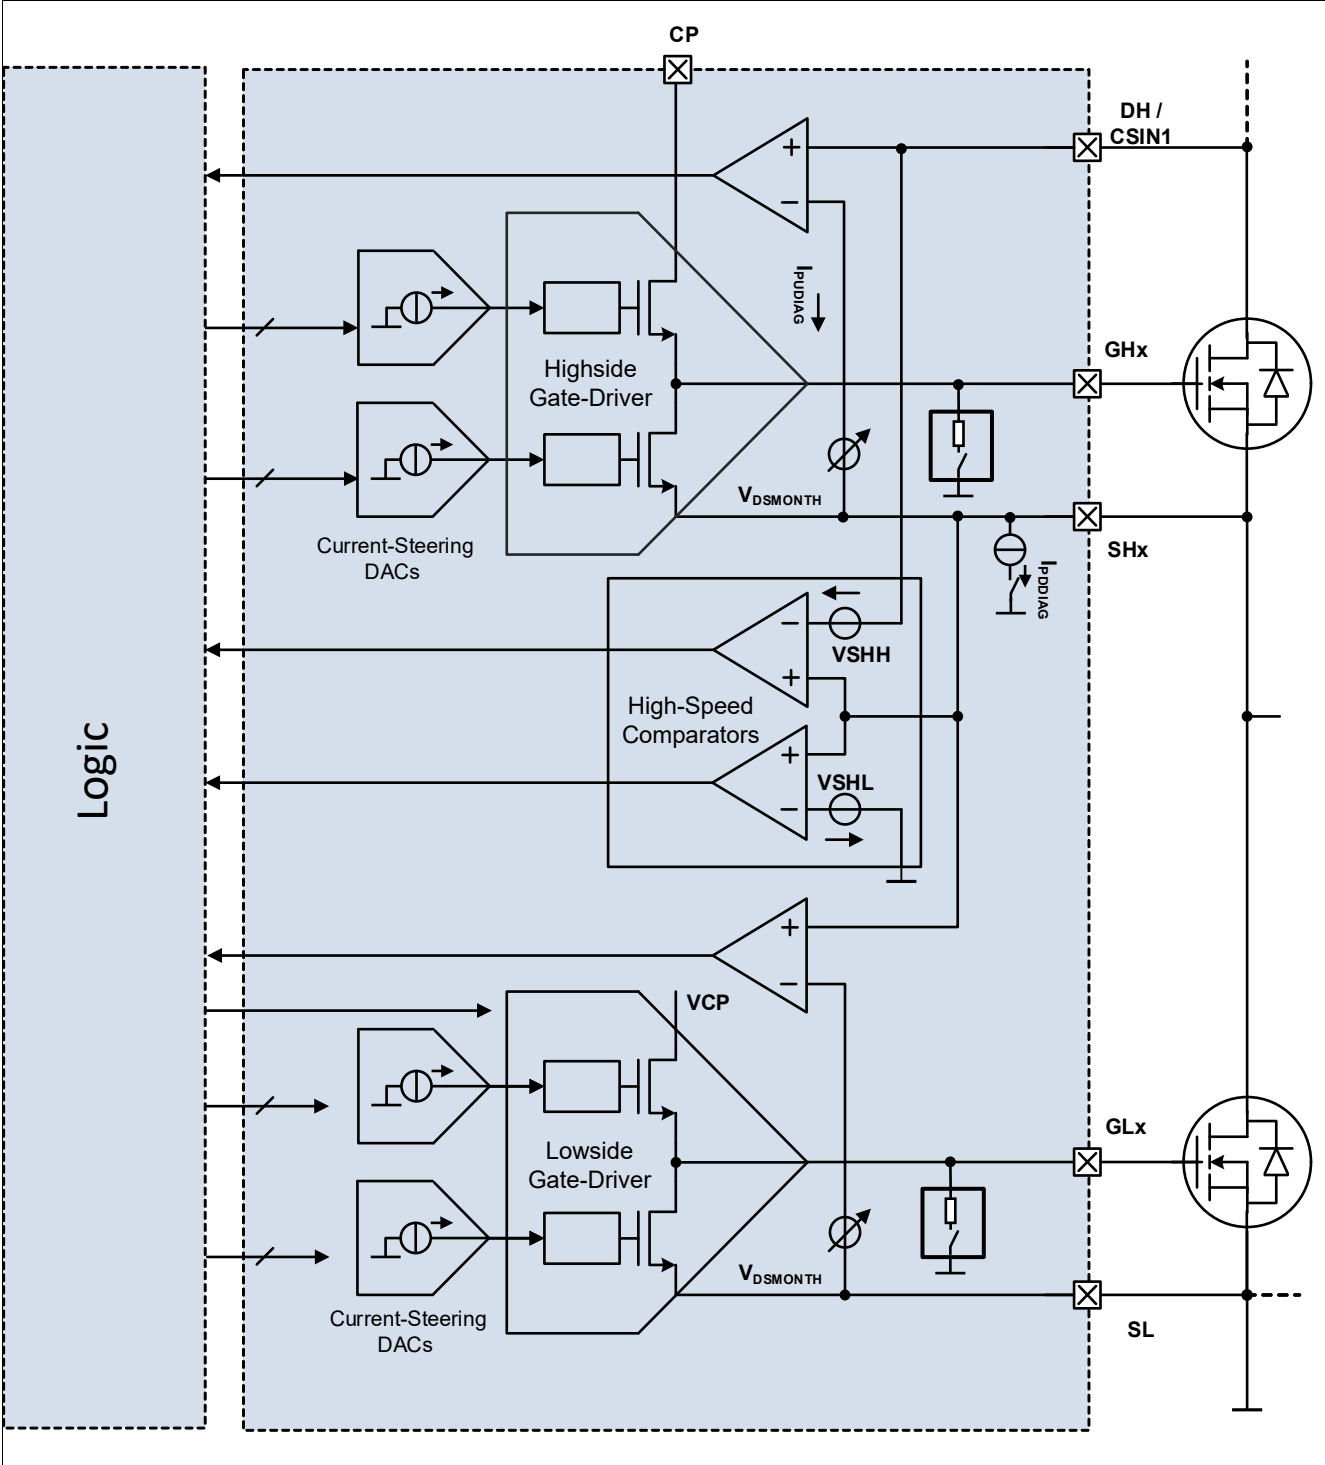 CP
DH /
CSIN1
+
−
IPUDIAG
GHx
Highside
Gate-Driver
VDSMONTH
SHx
Current-Steering
DACs
IPDDIAG
−
VSHH
+
High-Speed
Comparators
+
VSHL
−
Logic
+
−
VCP
GLx
Lowside
Gate-Driver
VDSMONTH
Current-Steering
DACs
SL